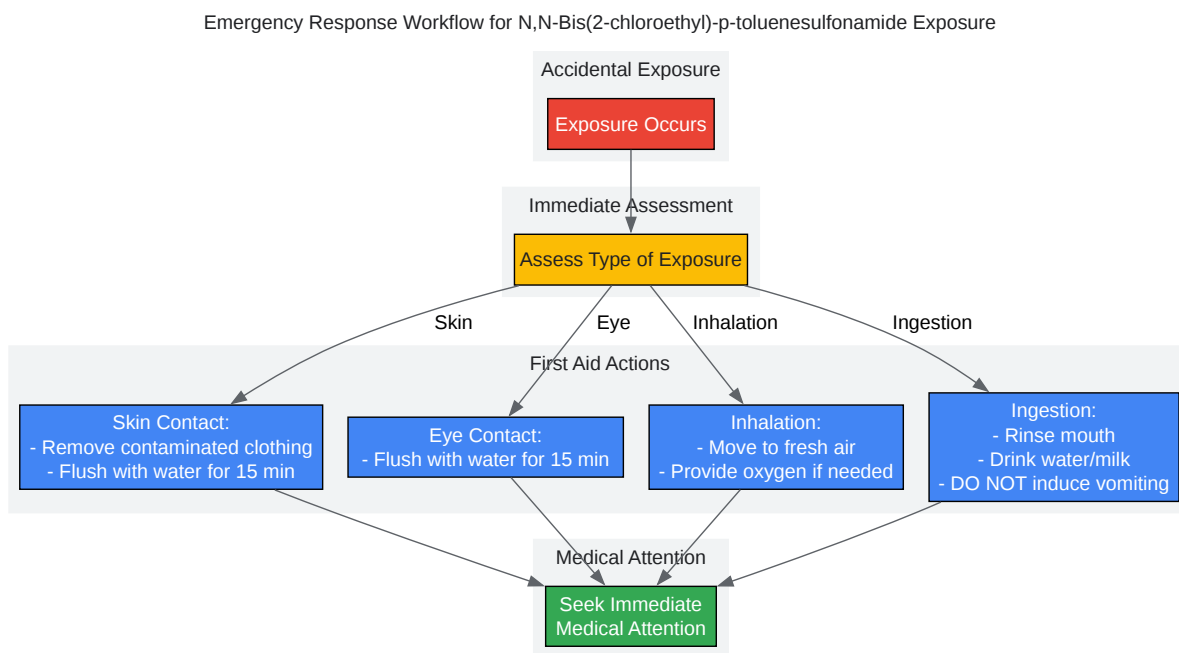 Emergency Response Workflow for N,N-Bis(2-chloroethyl)-p-toluenesulfonamide Exposure
Accidental Exposure
Exposure Occurs
Immediate Assessment
Assess Type of Exposure
Skin
Eye
Inhalation
Ingestion
First Aid Actions
Skin Contact:
- Remove contaminated clothing
- Flush with water for 15 min
Eye Contact:
- Flush with water for 15 min
Inhalation:
- Move to fresh air
- Provide oxygen if needed
Ingestion:
- Rinse mouth
- Drink water/milk
- DO NOT induce vomiting
Medical Attention
Seek Immediate
Medical Attention